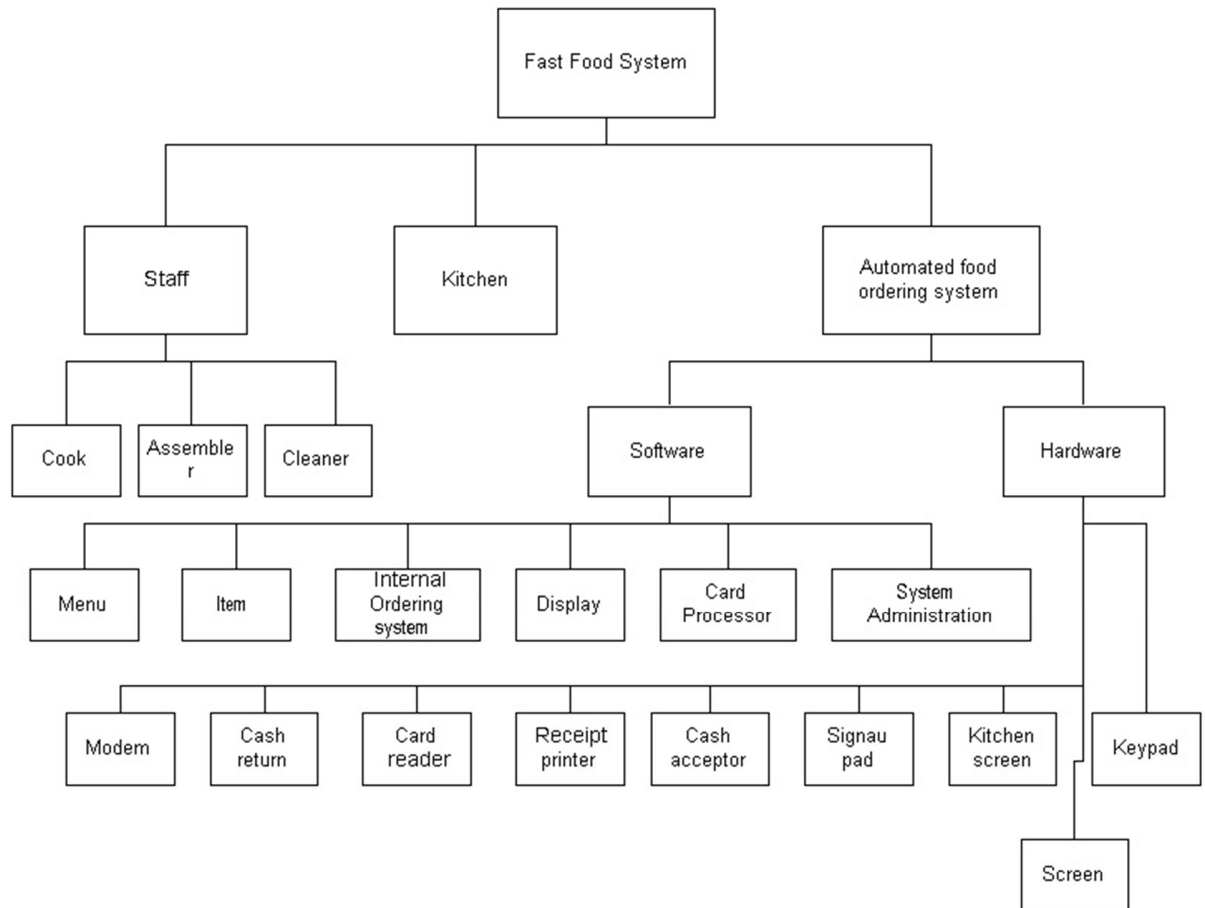 Fast Food System
Staff
Kitchen
Automated food
ordering system
Cook
Assemble
r
Cleaner
Software
Hardware
Menu
Item
Internal
Ordering
system
Display
Card
Processor
System
Administration
Modem
Cash
return
Card
reader
Receipt
printer
Cash
acceptor
Signau
pad
Kitchen
screen
Keypad
Screen